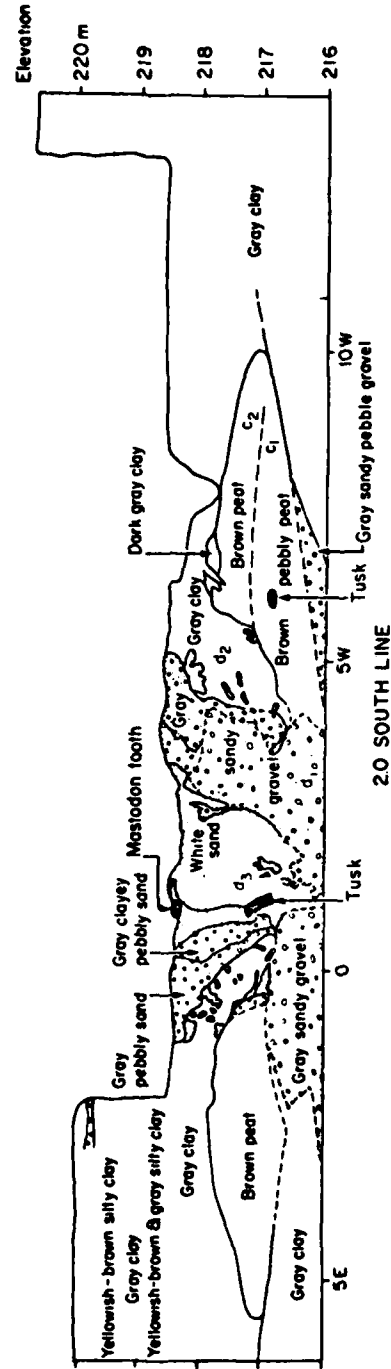 Elevation
220 m
219
218
217
216
Yellowish-brown silty clay
Gray clay
Yellowish-brown & gray silty clay
Gray clay
Brown peat
Gray clay
Gray
pebbly sand
Gray clayey
pebbly sand
Mastodon tooth
White
sand
d3
Tusk
Gray sandy gravel
Gray
sandy
gravel
d1
d2
Gray clay
Dark gray clay
Brown peat
c2
c1
Brown pebbly peat
Tusk
Gray sandy pebble gravel
Gray clay
5E
0
5W
10W
2.0 SOUTH LINE